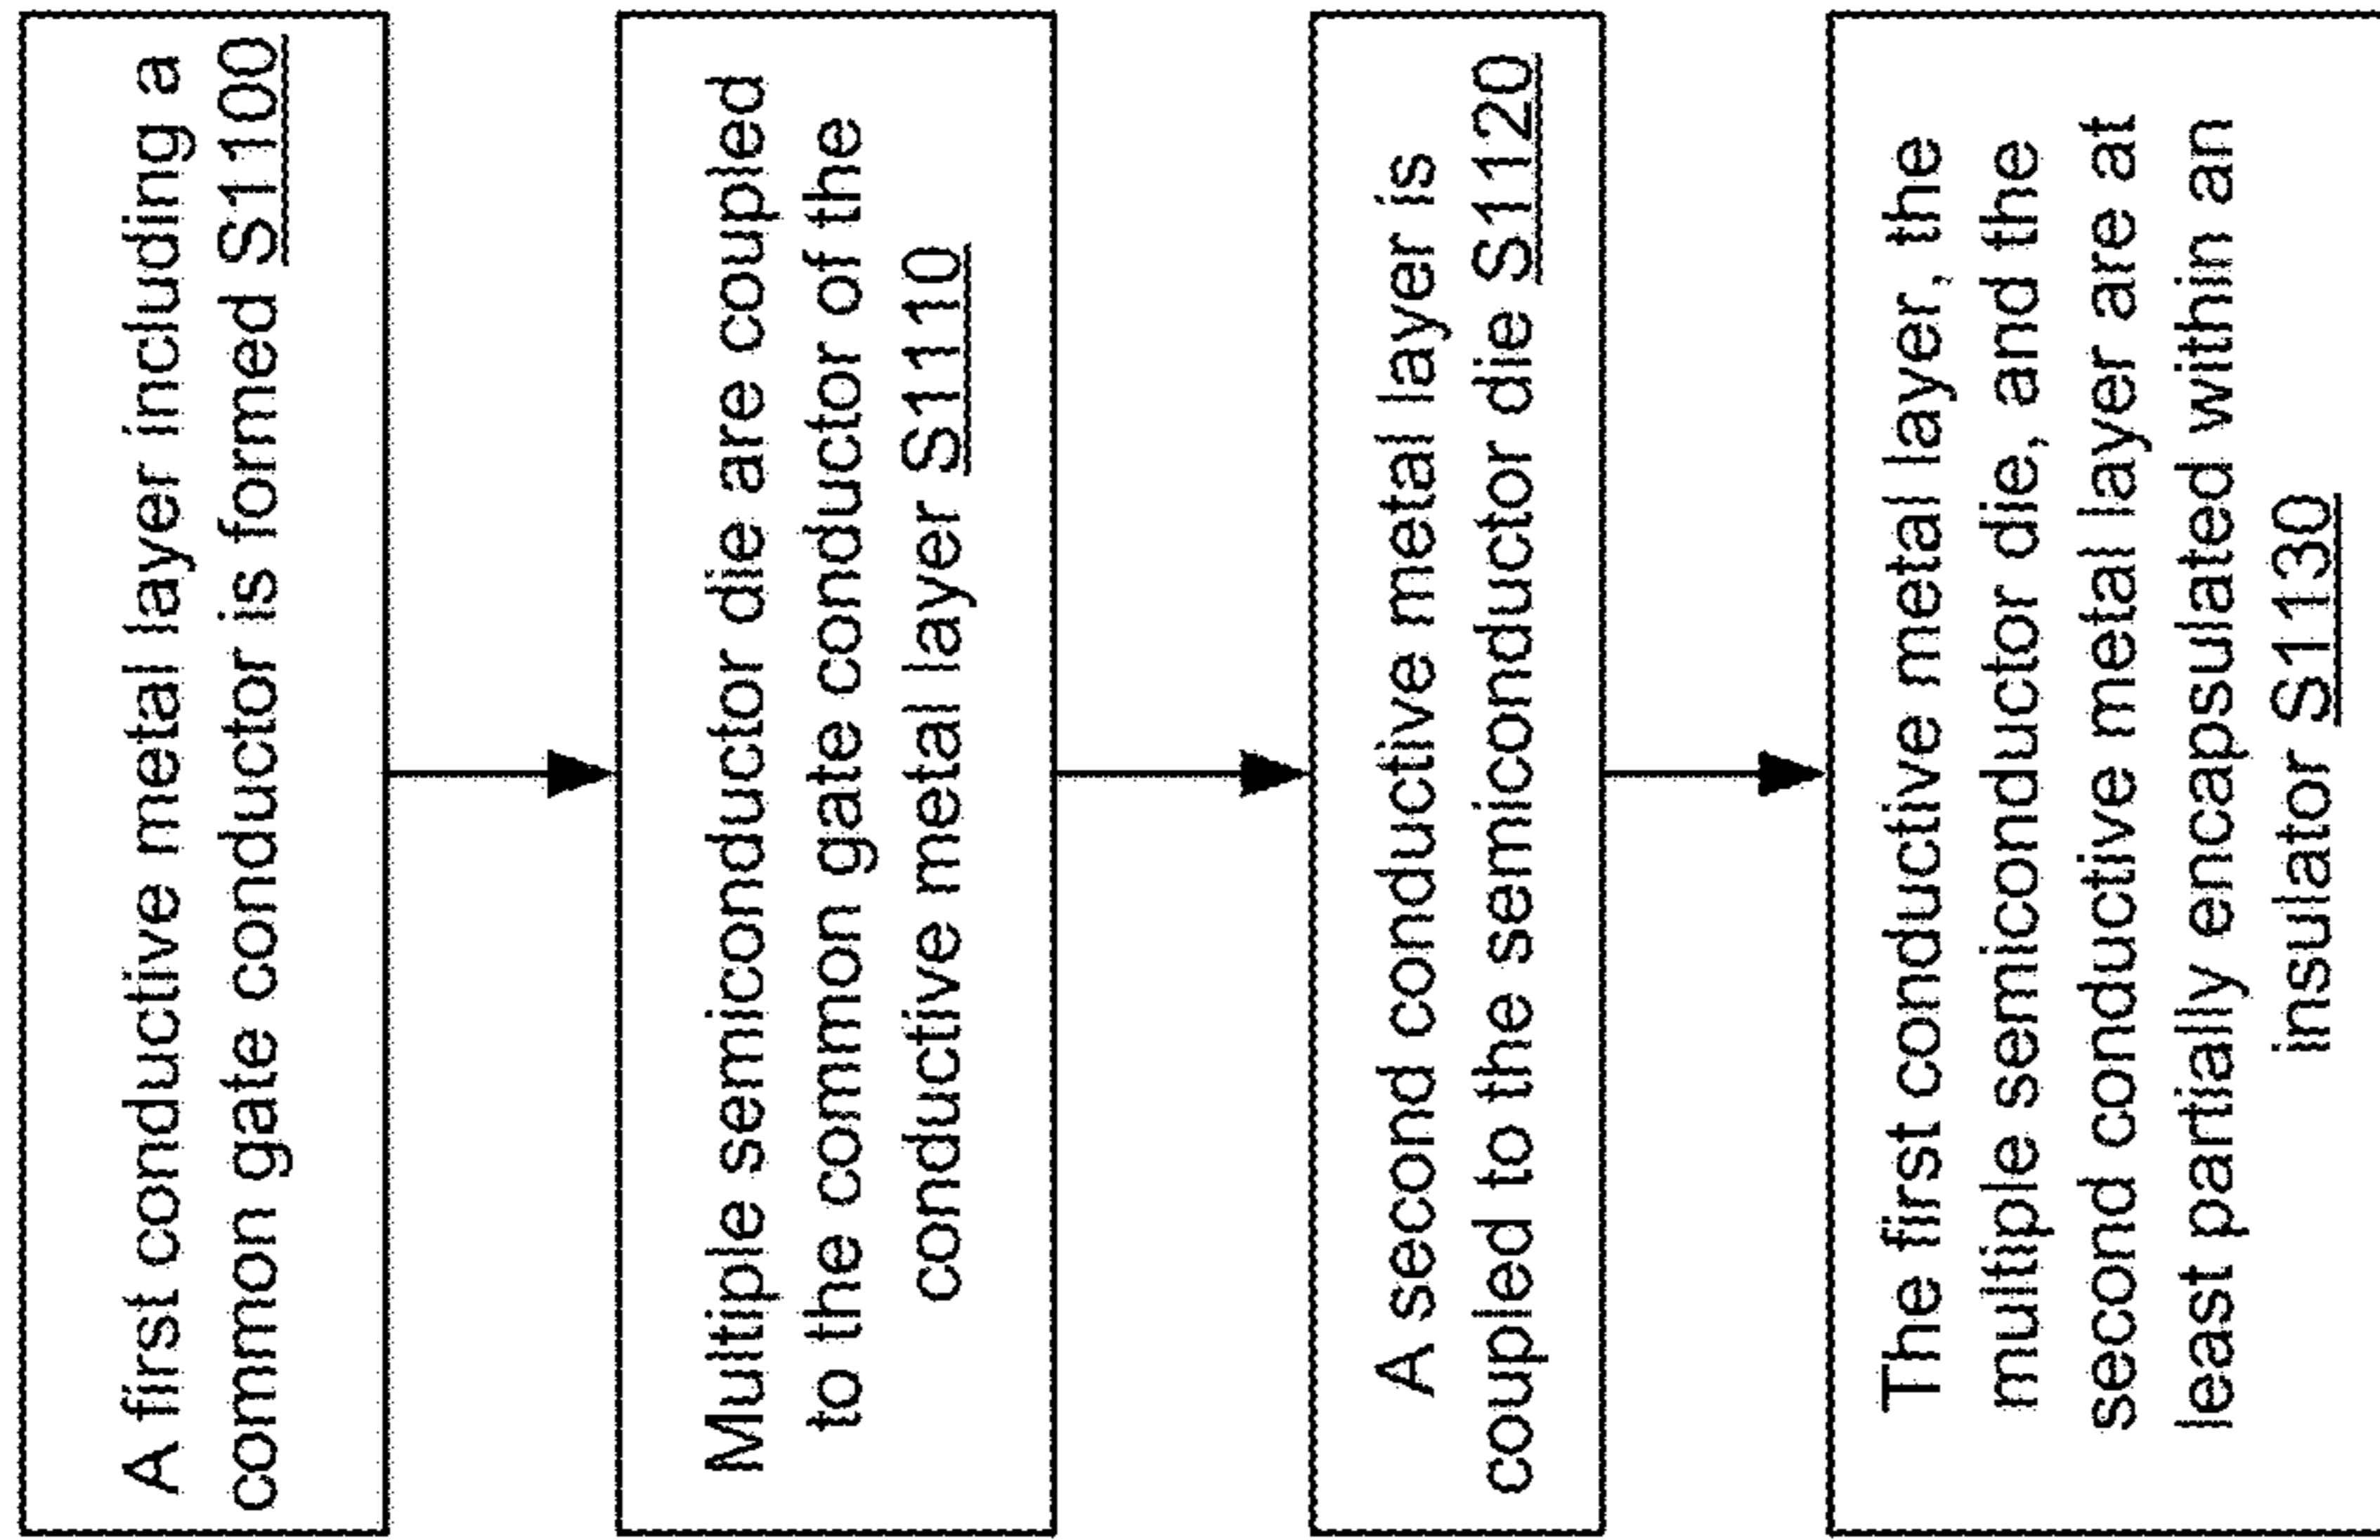 A first conductive metal layer including a
common gate conductor is formed S1100
Multiple semiconductor die are coupled
to the common gate conductor of the
conductive metal layer S1110
A second conductive metal layer is
coupled to the semiconductor die S1120
The first conductive metal layer, the
multiple semiconductor die, and the
second conductive metal layer are at
least partially encapsulated within an
insulator S1130